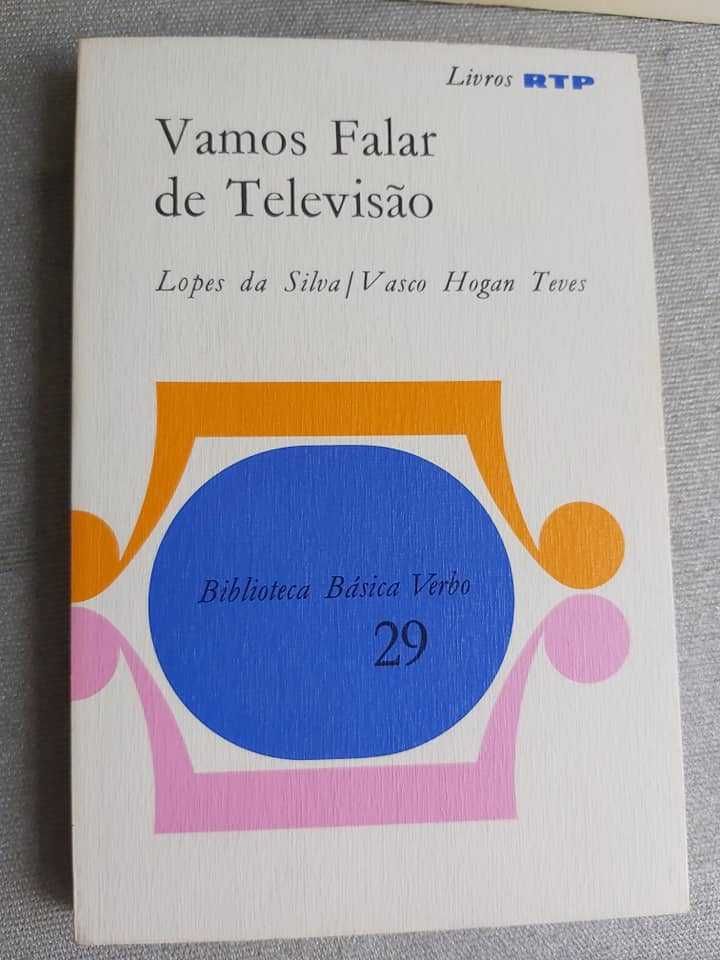 Livros RTP
Vamos Falar
de Televisão
Lopes da Silva/Vasco Hogan Teves
Biblioteca Básica Verbo
29